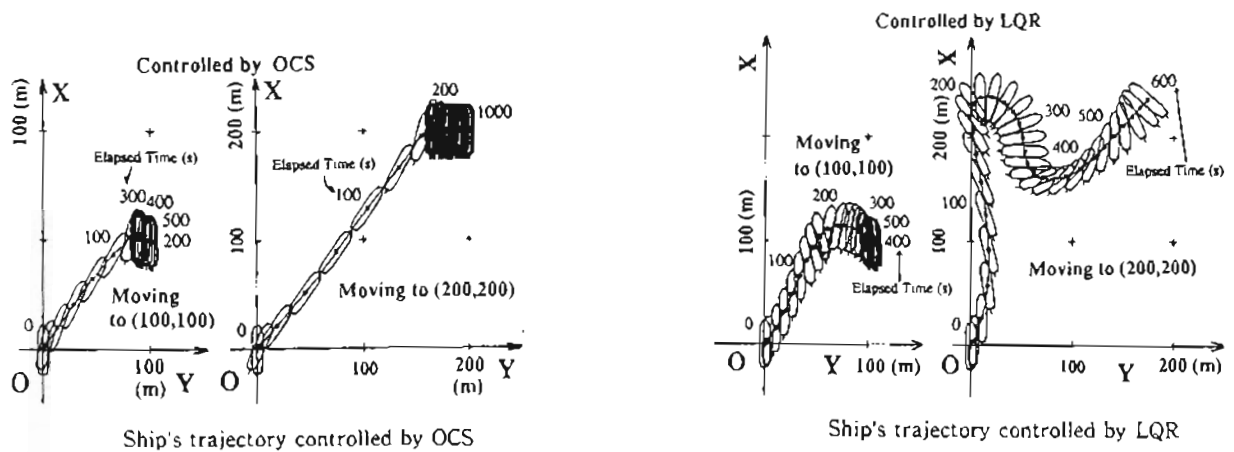 Controlled by OCS
X
100 (m)
Elapsed Time (s)
300 400
500
200
100
0
Moving
to (100,100)
O
100
(m)
Y
X
200
1000
200 (m)
Elapsed Time (s)
100
100
0
Moving to (200,200)
O
100
200
(m)
Y
Ship's trajectory controlled by OCS
Controlled by LQR
X
Moving
to (100,100)
200
300
500
400
100 (m)
100
Elapsed Time (s)
0
O
Y
100 (m)
X
200
600
300
500
200 (m)
400
Elapsed Time (s)
100
100
Moving to (200,200)
0
O
100
Y
200 (m)
Ship's trajectory controlled by LQR